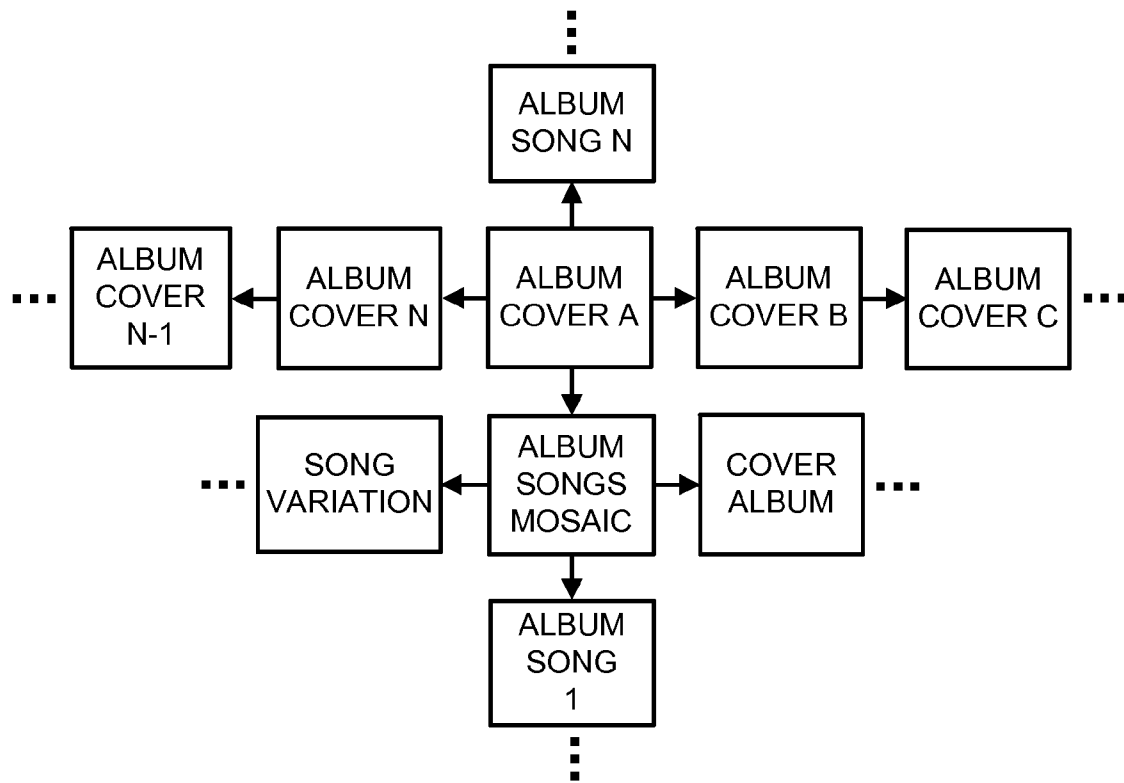 ALBUM
SONG N
ALBUM
COVER
N-1
ALBUM
COVER N
ALBUM
COVER A
ALBUM
COVER B
ALBUM
COVER C
SONG
VARIATION
ALBUM
SONGS
MOSAIC
COVER
ALBUM
ALBUM
SONG
1